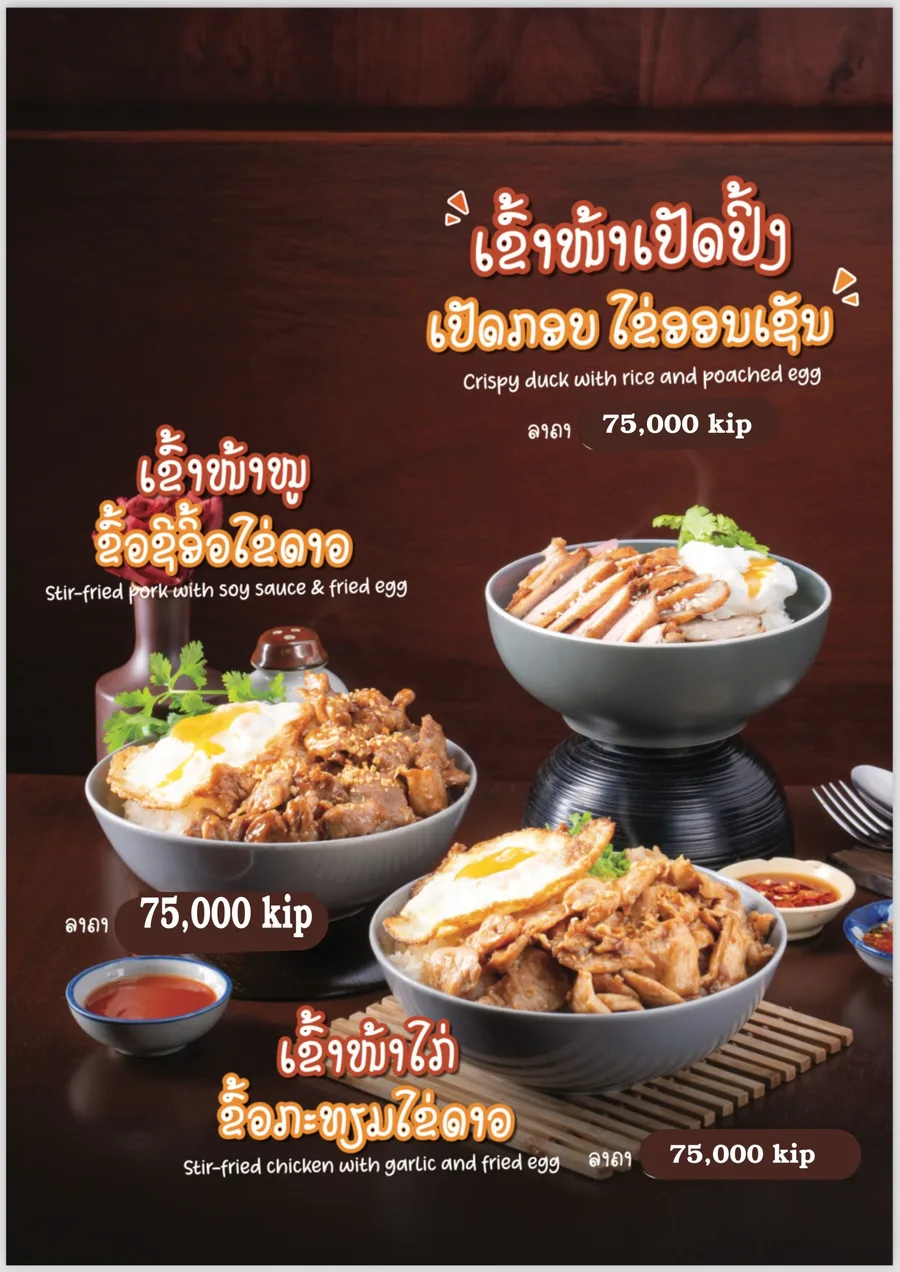 ເຂົ້າໜ້າເປັດປີ້ງ
ເປັດກອບ ໄຂ່ອອນເຊັນ
Crispy duck with rice and poached egg
ລາຄາ 75,000 kip
ເຂົ້າໜ້າໝູ
ຂົ້ວຊີອິ້ວໄຂ່ດາວ
Stir-fried pork with soy sauce & fried egg
ລາຄາ 75,000 kip
ເຂົ້າໜ້າໄກ່
ຂົ້ວກະທຽມໄຂ່ດາວ
Stir-fried chicken with garlic and fried egg
ລາຄາ 75,000 kip